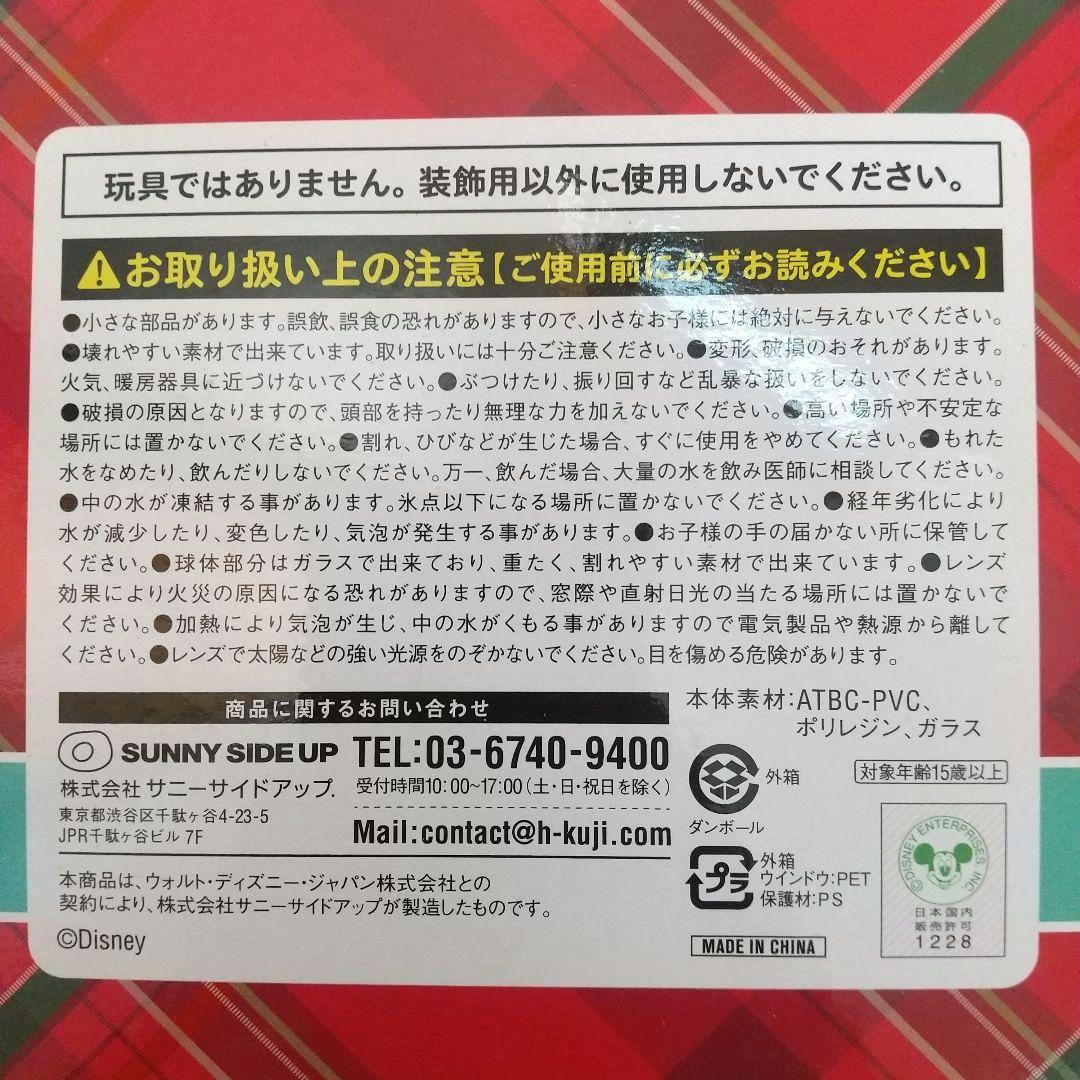 玩具ではありません。装飾用以外に使用しないでください。
お取り扱い上の注意【ご使用前に必ずお読みください】
●小さな部品があります。誤飲、誤食の恐れがありますので、小さなお子様には絶対に与えないでください。
●壊れやすい素材で出来ています。取り扱いには十分ご注意ください。●変形、破損のおそれがあります。
火気、暖房器具に近づけないでください。●ぶつけたり、振り回すなど乱暴な扱いをしないでください。
●破損の原因となりますので、頭部を持ったり無理な力を加えないでください。●高い場所や不安定な
場所には置かないでください。●割れ、ひびなどが生じた場合、すぐに使用をやめてください。●もれた
水をなめたり、飲んだりしないでください。万一、飲んだ場合、大量の水を飲み医師に相談してください。
●中の水が凍結する事があります。氷点以下になる場所に置かないでください。●経年劣化により
水が減少したり、変色したり、気泡が発生する事があります。●お子様の手の届かない所に保管して
ください。●球体部分はガラスで出来ており、重たく、割れやすい素材で出来ています。●レンズ
効果により火災の原因になる恐れがありますので、窓際や直射日光の当たる場所には置かないで
ください。●加熱により気泡が生じ、中の水がくもる事がありますので電気製品や熱源から離して
ください。●レンズで太陽などの強い光源をのぞかないでください。目を傷める危険があります。
商品に関するお問い合わせ
SUNNY SIDE UP
株式会社 サニーサイドアップ.
東京都渋谷区千駄ヶ谷4-23-5
JPR千駄ヶ谷ビル 7F
TEL:03-6740-9400
受付時間10:00~17:00(土・日・祝日を除く)
Mail:contact@h-kuji.com
本商品は、ウォルト・ディズニー・ジャパン株式会社との
契約により、株式会社サニーサイドアップが製造したものです。
©Disney
本体素材:ATBC-PVC、
ポリレジン、ガラス
外箱
ダンボール
対象年齢15歳以上
プラ
外箱
ウインドウ:PET
保護材:PS
MADE IN CHINA
©DISNEY ENTERPRISES, INC.
日本国内
販売許可
1228